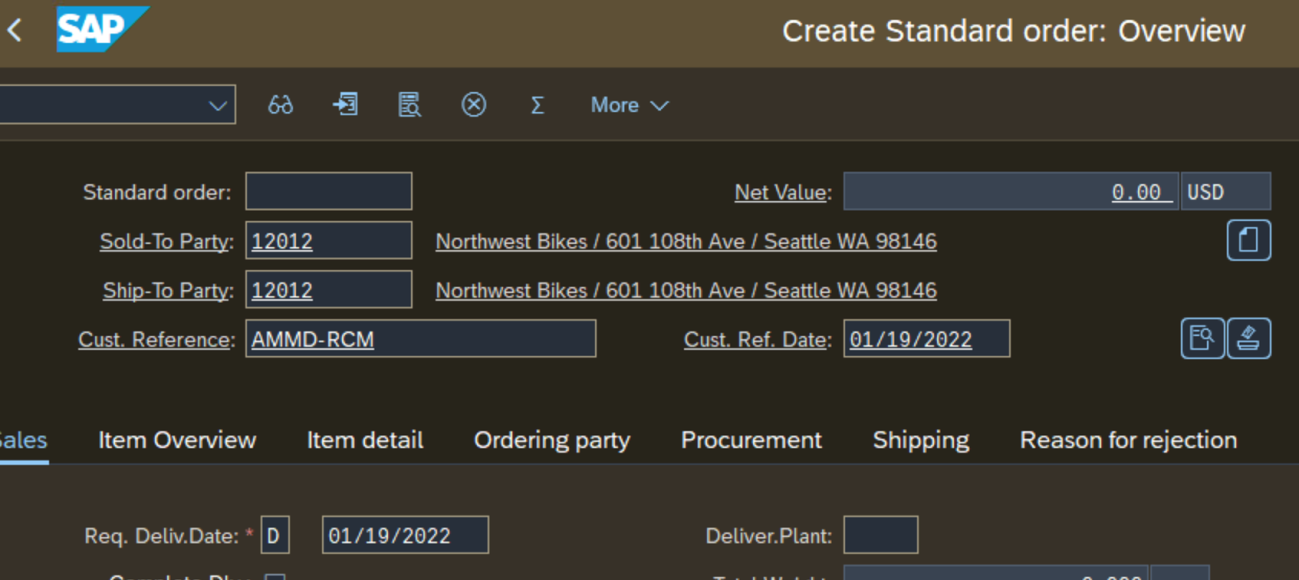 SAP Create Standard order: Overview
More
Standard order: Net Value: 0.00 USD
Sold-To Party: 12012 Northwest Bikes / 601 108th Ave / Seattle WA 98146
Ship-To Party: 12012 Northwest Bikes / 601 108th Ave / Seattle WA 98146
Cust. Reference: AMMD-RCM Cust. Ref. Date: 01/19/2022
Sales Item Overview Item detail Ordering party Procurement Shipping Reason for rejection
Req. Deliv.Date: * D 01/19/2022 Deliver.Plant: